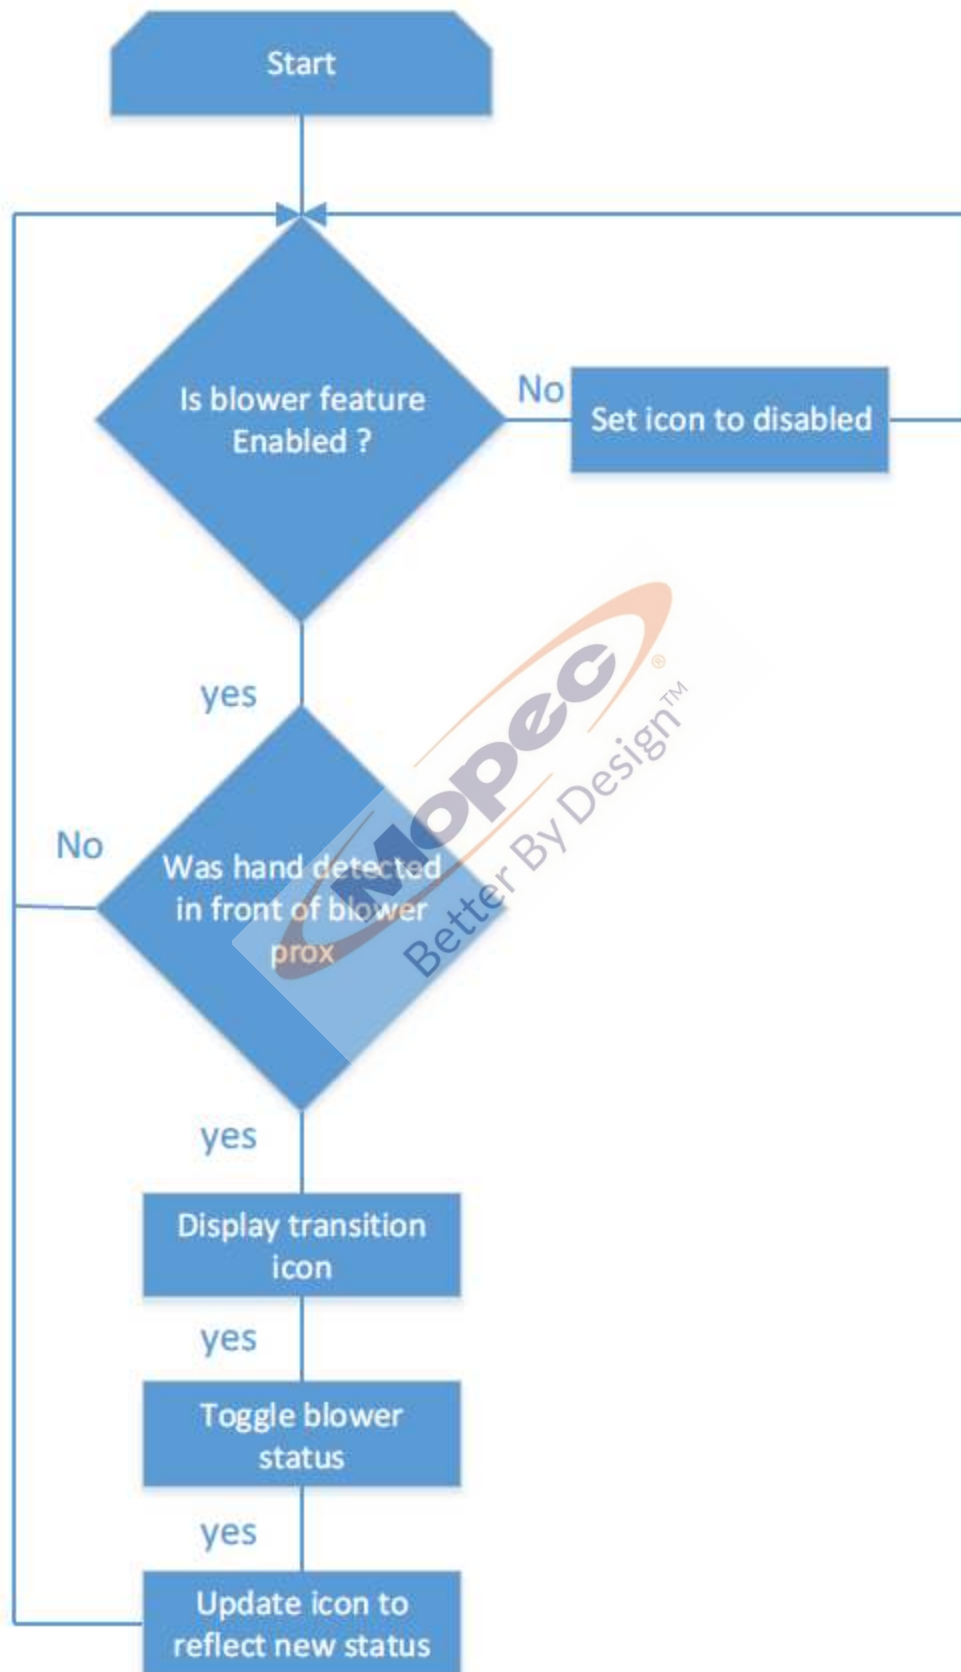 Start
Is blower feature
Enabled ?
No
Set icon to disabled
yes
No
Was hand detected
in front of blower
prox
Mopec®
Better By Design™
yes
Display transition
icon
yes
Toggle blower
status
yes
Update icon to
reflect new status